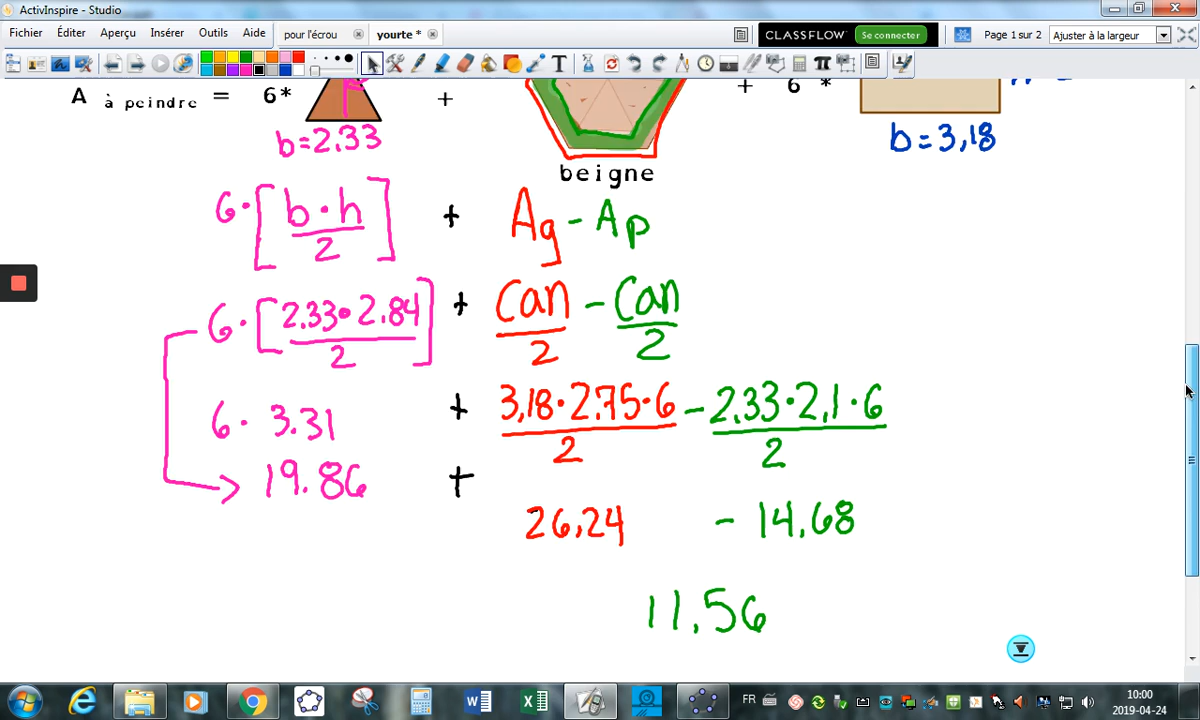 ActivInspire - Studio
Fichier Éditer Aperçu Insérer Outils Aide pour l'écrou yourte * CLASSFLOW Se connecter Page 1 sur 2 Ajuster à la largeur
A à peindre = 6* + + 6 *
b=2.33 b=3,18
beigne
6·[b·h/2] + Ag - Ap
6·[2.33·2.84/2] + can/2 - can/2
6·3.31 + 3,18·2.75·6/2 - 2.33·2,1·6/2
19.86 +
26,24 - 14,68
11.56
FR 10:00
2019-04-24